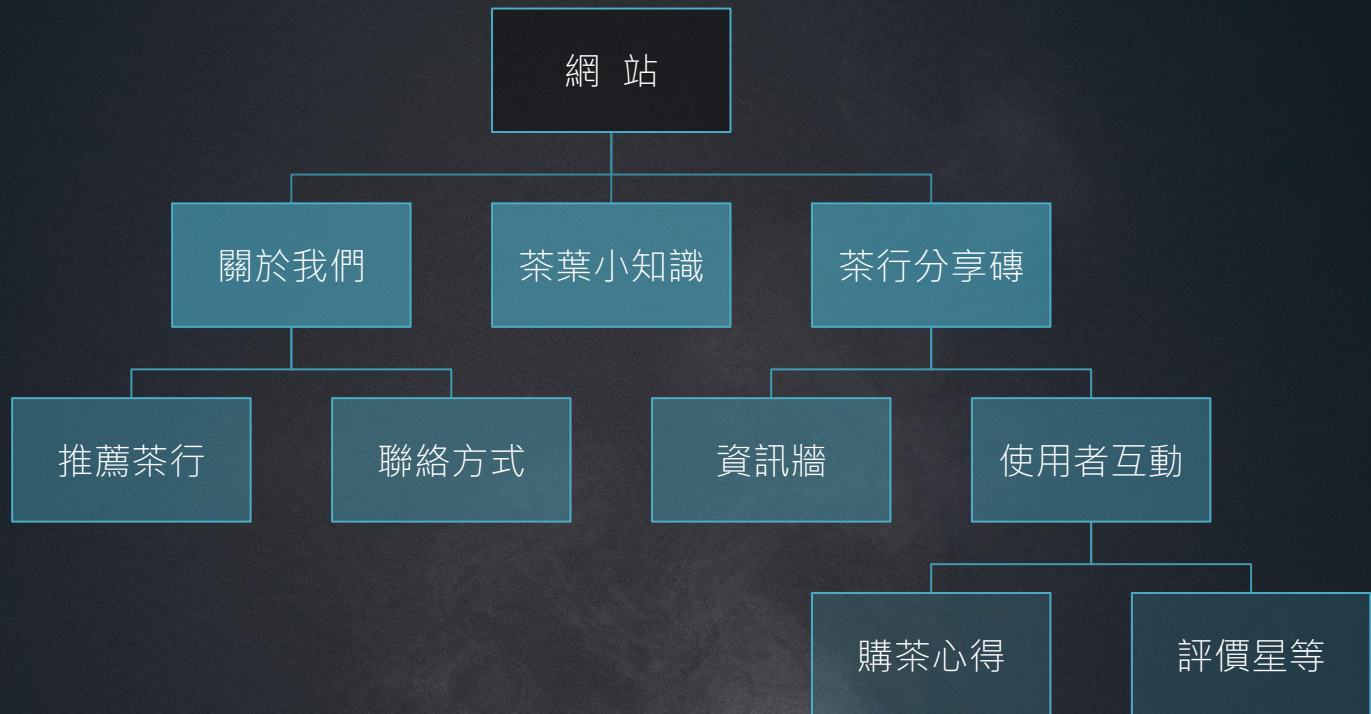 網 站
關於我們
茶葉小知識
茶行分享磚
推薦茶行
聯絡方式
資訊牆
使用者互動
購茶心得
評價星等